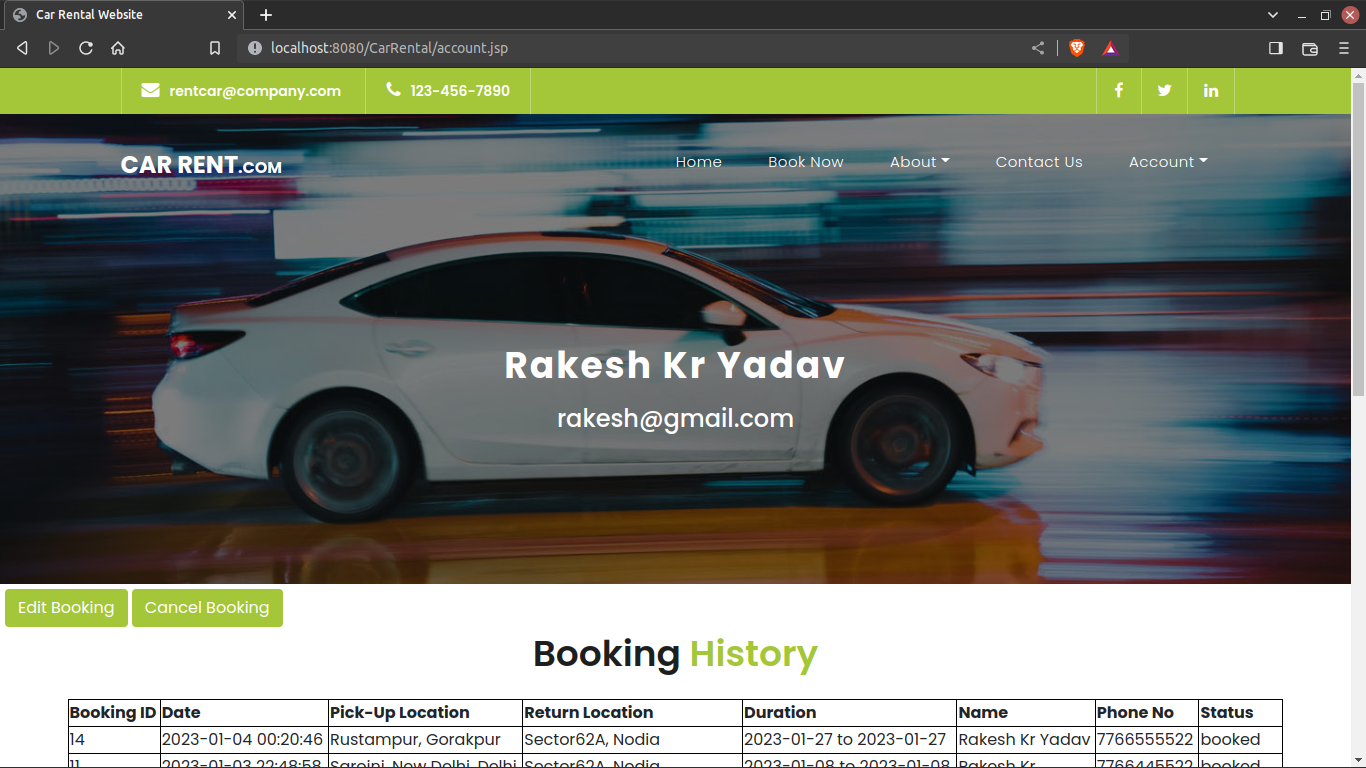 Car Rental Website
localhost:8080/CarRental/account.jsp
rentcar@company.com 123-456-7890
CAR RENT.COM Home Book Now About Contact Us Account
Rakesh Kr Yadav
rakesh@gmail.com
Edit Booking Cancel Booking
Booking History
Booking ID Date Pick-Up Location Return Location Duration Name Phone No Status
14 2023-01-04 00:20:46 Rustampur, Gorakpur Sector62A, Nodia 2023-01-27 to 2023-01-27 Rakesh Kr Yadav 7766555522 booked
11 2023-01-03 22:48:58 Sarojni, New Delhi, Delhi Sector62A, Nodia 2023-01-08 to 2023-01-08 Rakesh Kr 7766445522 booked